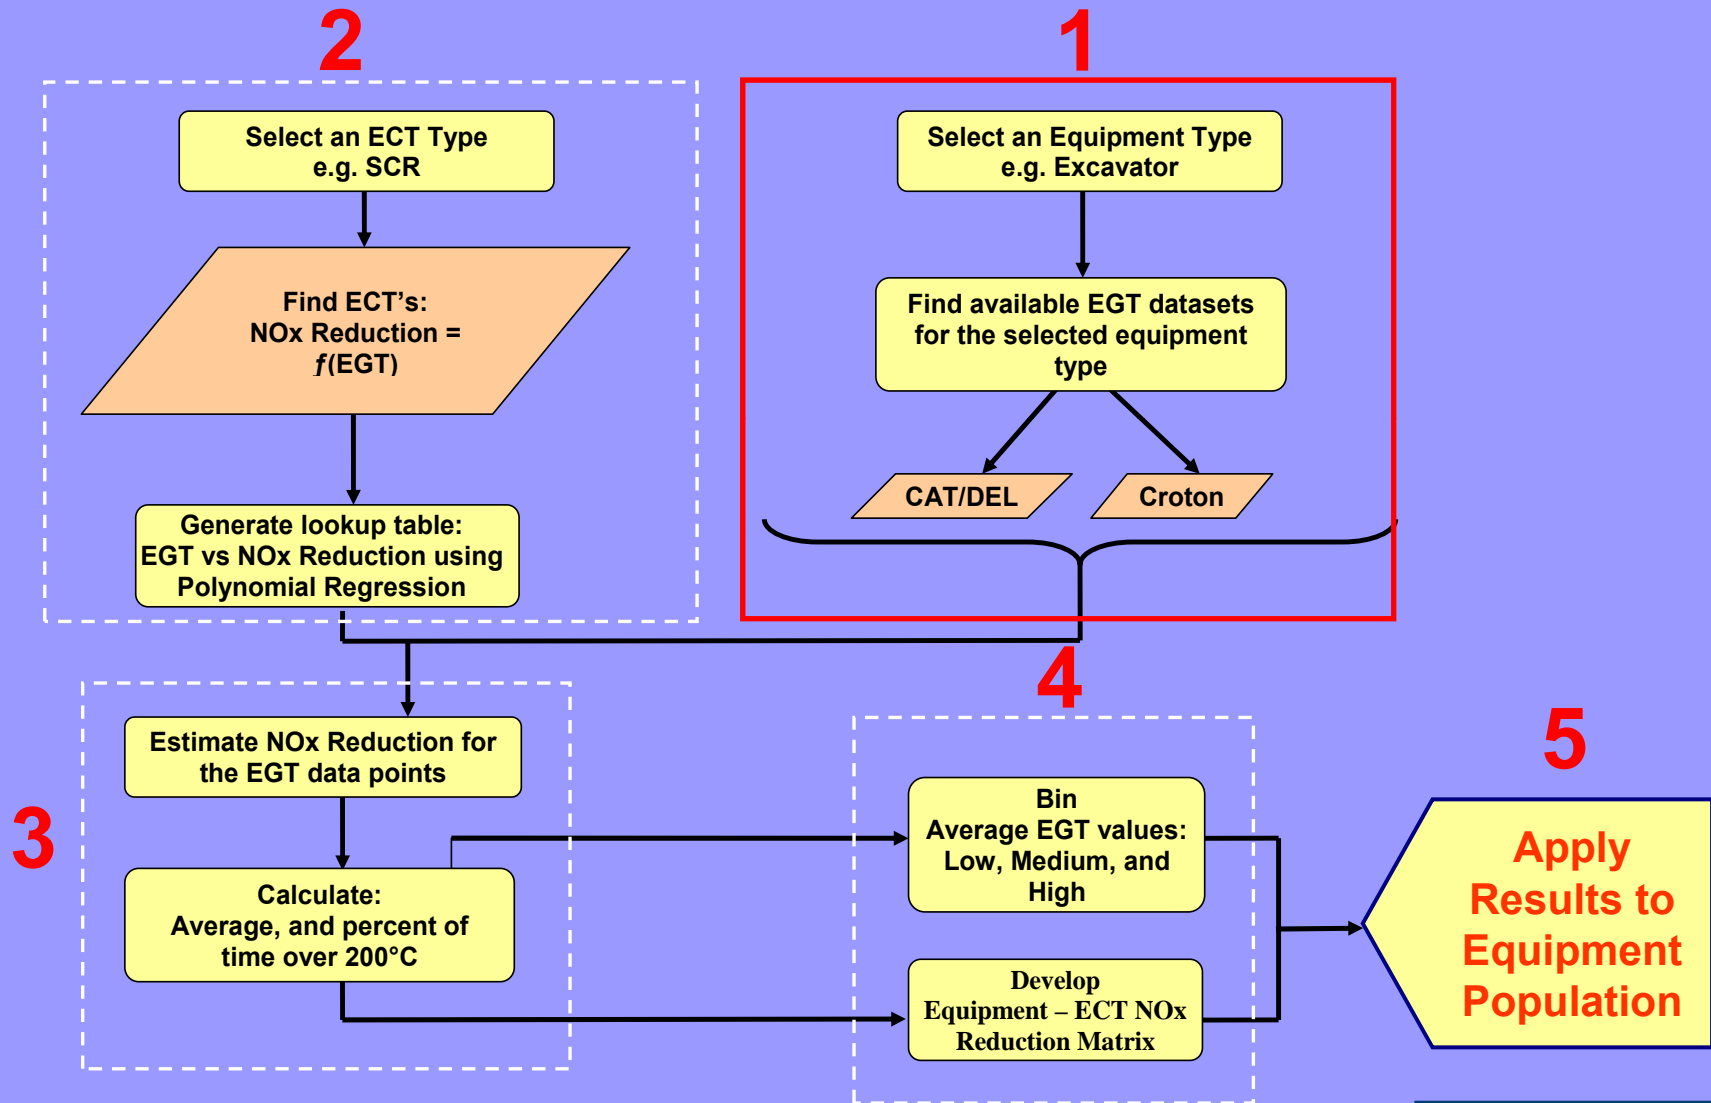 2
1
Select an ECT Type
e.g. SCR
Select an Equipment Type
e.g. Excavator
Find ECT’s:
NOx Reduction =
ƒ(EGT)
Find available EGT datasets
for the selected equipment
type
CAT/DEL
Croton
Generate lookup table:
EGT vs NOx Reduction using
Polynomial Regression
3
Estimate NOx Reduction for
the EGT data points
Calculate:
Average, and percent of
time over 200°C
4
Bin
Average EGT values:
Low, Medium, and
High
Develop
Equipment – ECT NOx
Reduction Matrix
5
Apply
Results to
Equipment
Population